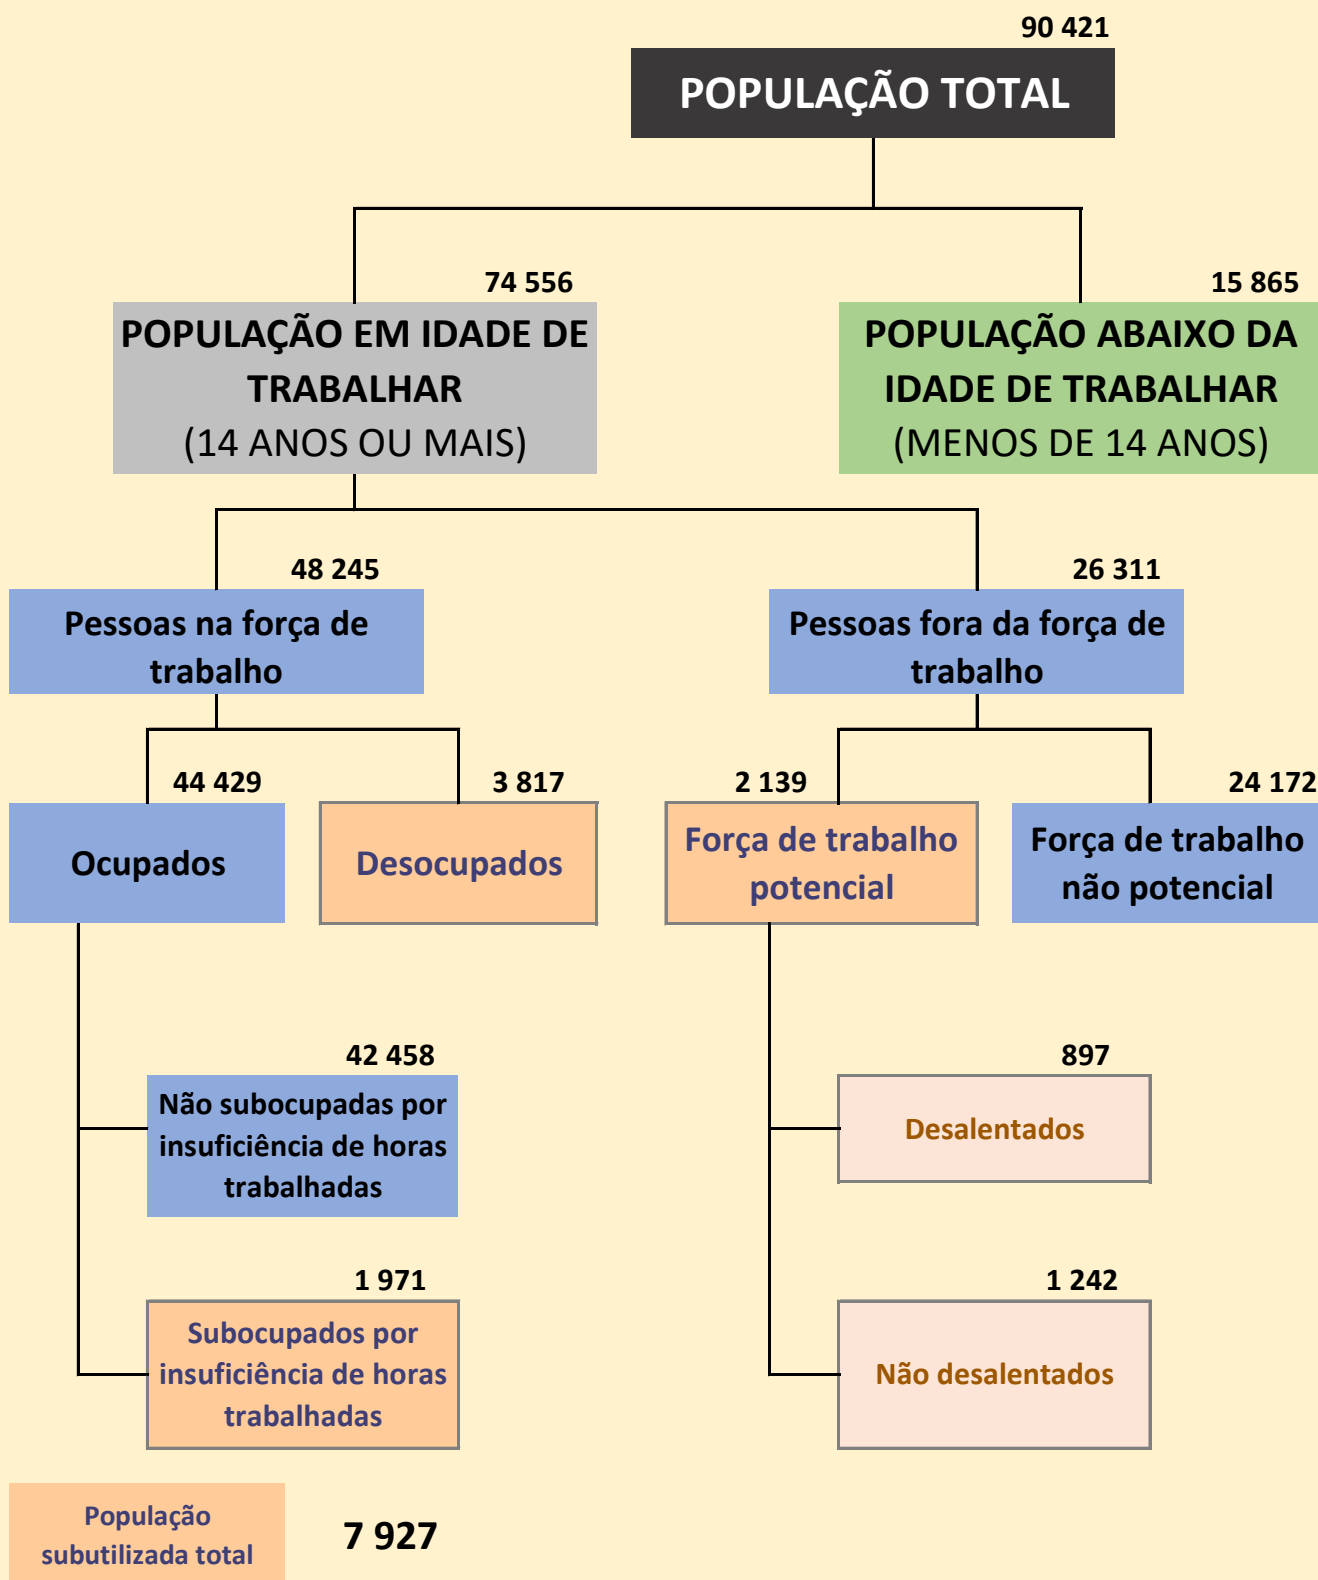 90 421
POPULAÇÃO TOTAL
74 556
POPULAÇÃO EM IDADE DE
TRABALHAR
(14 ANOS OU MAIS)
15 865
POPULAÇÃO ABAIXO DA
IDADE DE TRABALHAR
(MENOS DE 14 ANOS)
48 245
Pessoas na força de
trabalho
26 311
Pessoas fora da força de
trabalho
44 429
Ocupados
3 817
Desocupados
2 139
Força de trabalho
potencial
24 172
Força de trabalho
não potencial
42 458
Não subocupadas por
insuficiência de horas
trabalhadas
897
Desalentados
1 971
Subocupados por
insuficiência de horas
trabalhadas
1 242
Não desalentados
População
subutilizada total
7 927